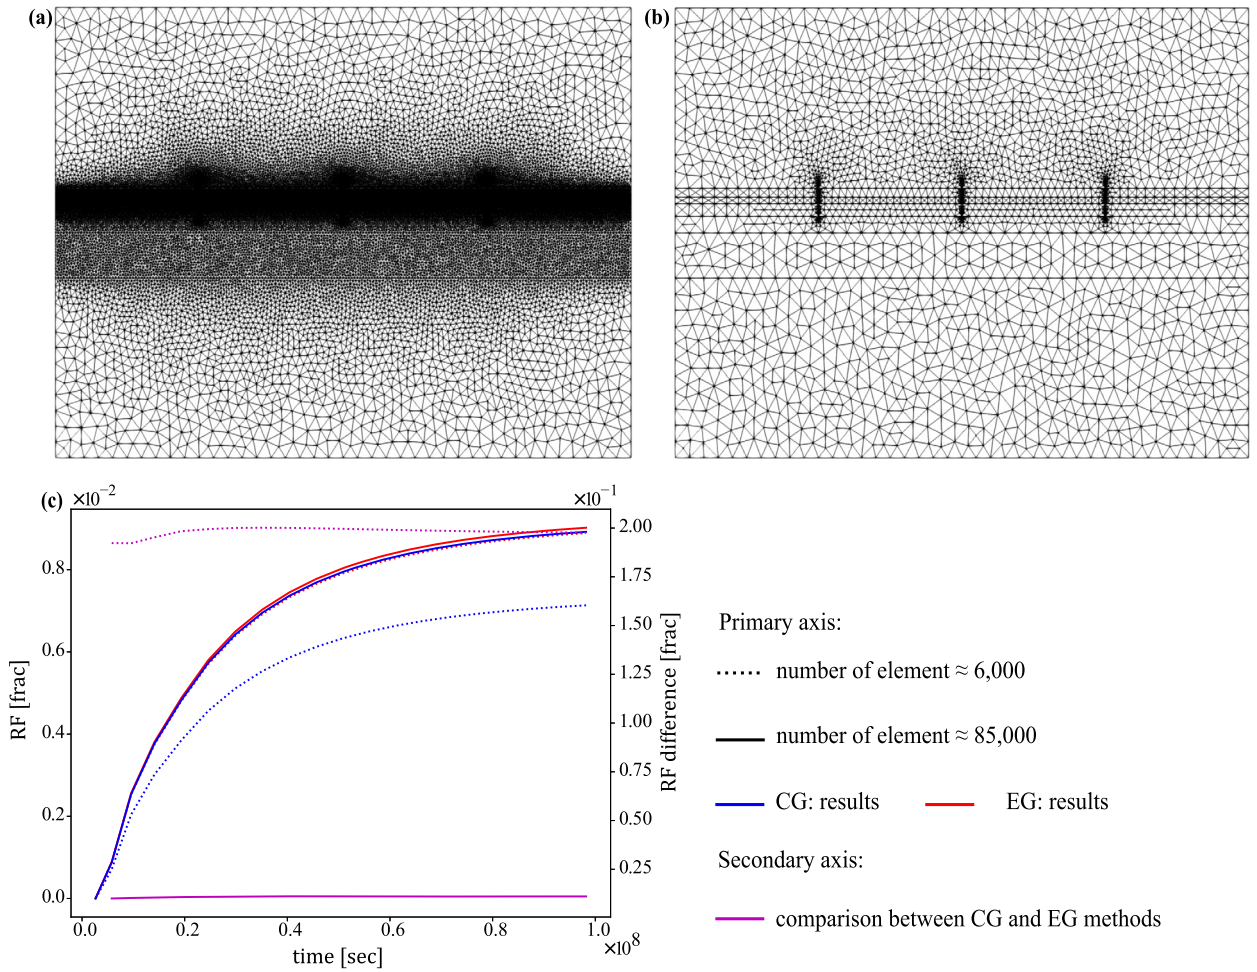 (a)
(b)
(c)
×10⁻²
×10⁻¹
RF [frac]
0.8
0.6
0.4
0.2
0.0
0.0 0.2 0.4 0.6 0.8 1.0
×10⁸
time [sec]
2.00
1.75
1.50
1.25
1.00
0.75
0.50
0.25
RF difference [frac]
Primary axis:
number of element ≈ 6,000
number of element ≈ 85,000
CG: results EG: results
Secondary axis:
comparison between CG and EG methods